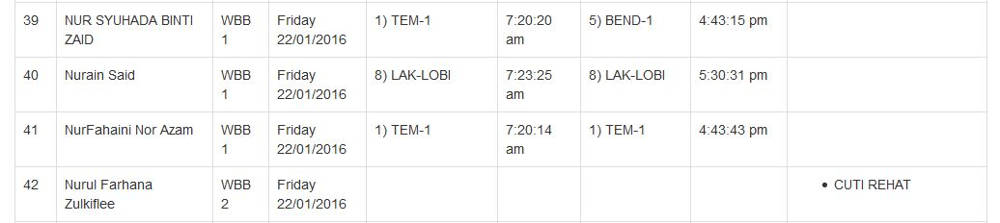 39 NUR SYUHADA BINTI WBB Friday 1) TEM-1 7:20:20 5) BEND-1 4:43:15 pm
ZAID 1 22/01/2016 am
40 Nurain Said WBB Friday 8) LAK-LOBI 7:23:25 8) LAK-LOBI 5:30:31 pm
1 22/01/2016 am
41 NurFahaini Nor Azam WBB Friday 1) TEM-1 7:20:14 1) TEM-1 4:43:43 pm
1 22/01/2016 am
42 Nurul Farhana WBB Friday • CUTI REHAT
Zulkiflee 2 22/01/2016